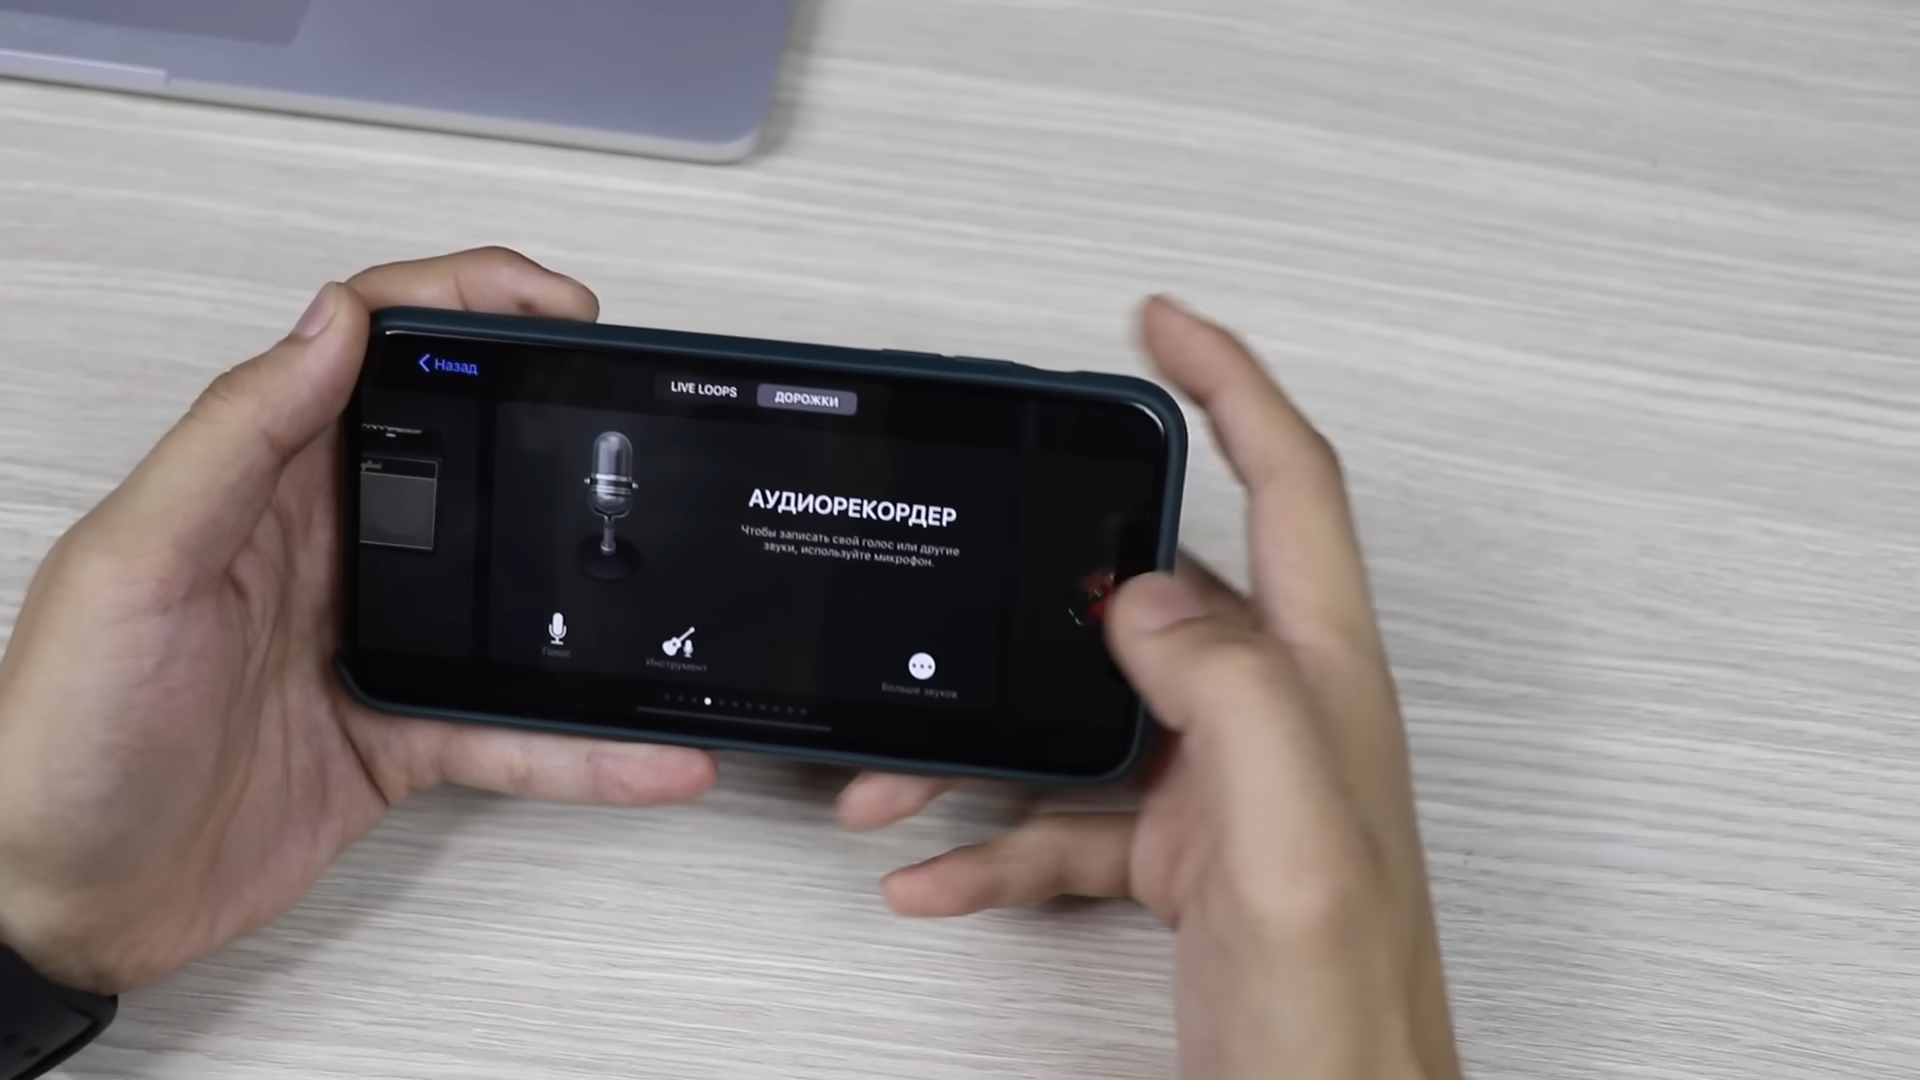 Назад
LIVE LOOPS
ДОРОЖКИ
АУДИОРЕКОРДЕР
Чтобы записать свой голос или другие
звуки, используйте микрофон.
Голос
Инструмент
Больше звуков